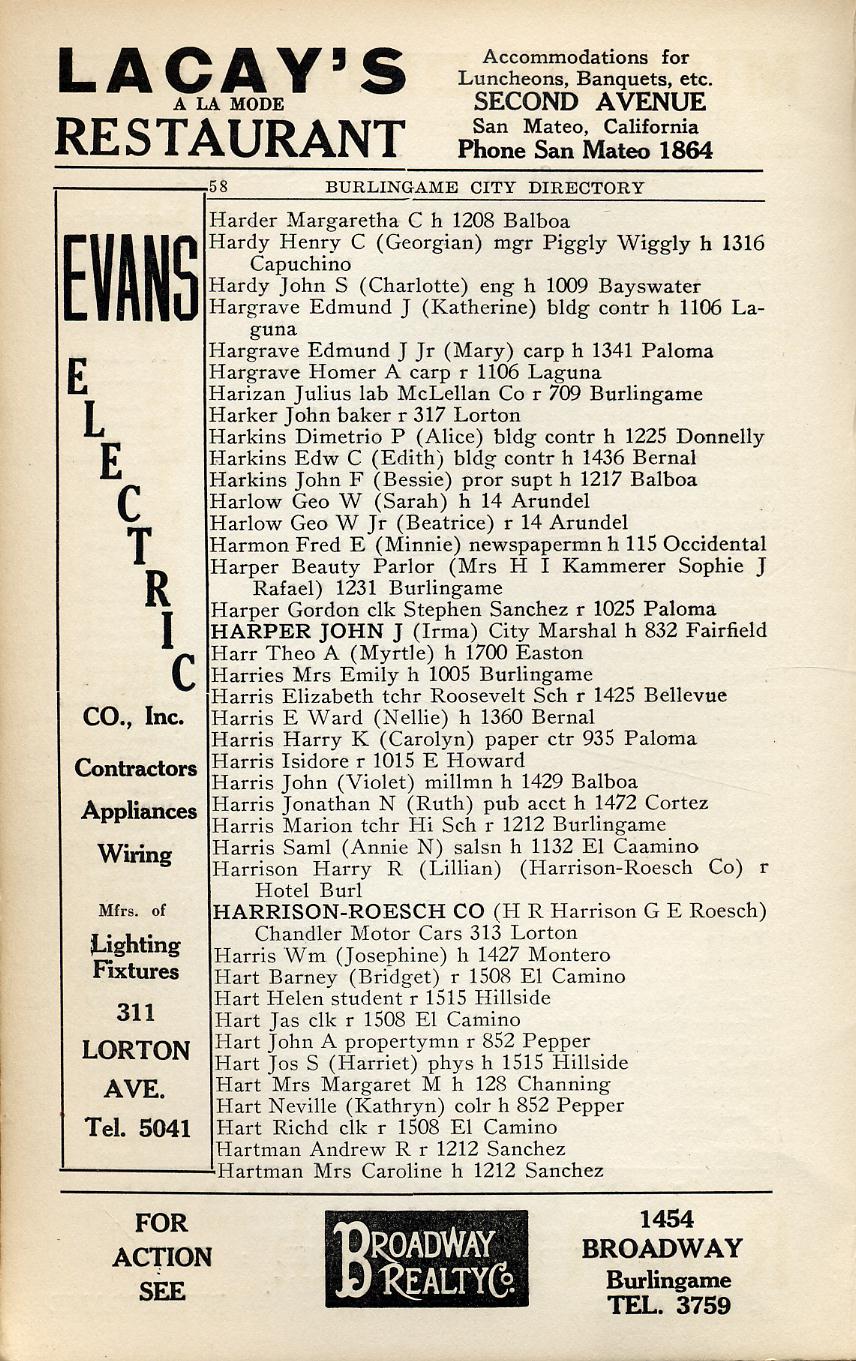 LACAY'S
A LA MODE
RESTAURANT
Accommodations for
Luncheons, Banquets, etc.
SECOND AVENUE
San Mateo, California
Phone San Mateo 1864
58 BURLINGAME CITY DIRECTORY
EVANS
ELECTRIC
CO., Inc.
Contractors
Appliances
Wiring
Mfrs. of
Lighting
Fixtures
311
LORTON
AVE.
Tel. 5041
Harder Margaretha C h 1208 Balboa
Hardy Henry C (Georgian) mgr Piggly Wiggly h 1316
Capuchino
Hardy John S (Charlotte) eng h 1009 Bayswater
Hargrave Edmund J (Katherine) bldg contr h 1106 La-
guna
Hargrave Edmund J Jr (Mary) carp h 1341 Paloma
Hargrave Homer A carp r 1106 Laguna
Harizan Julius lab McLellan Co r 709 Burlingame
Harker John baker r 317 Lorton
Harkins Dimetrio P (Alice) bldg contr h 1225 Donnelly
Harkins Edw C (Edith) bldg contr h 1436 Bernal
Harkins John F (Bessie) pror supt h 1217 Balboa
Harlow Geo W (Sarah) h 14 Arundel
Harlow Geo W Jr (Beatrice) r 14 Arundel
Harmon Fred E (Minnie) newspapermn h 115 Occidental
Harper Beauty Parlor (Mrs H I Kammerer Sophie J
Rafael) 1231 Burlingame
Harper Gordon clk Stephen Sanchez r 1025 Paloma
HARPER JOHN J (Irma) City Marshal h 832 Fairfield
Harr Theo A (Myrtle) h 1700 Easton
Harries Mrs Emily h 1005 Burlingame
Harris Elizabeth tchr Roosevelt Sch r 1425 Bellevue
Harris E Ward (Nellie) h 1360 Bernal
Harris Harry K (Carolyn) paper ctr 935 Paloma
Harris Isidore r 1015 E Howard
Harris John (Violet) millmn h 1429 Balboa
Harris Jonathan N (Ruth) pub acct h 1472 Cortez
Harris Marion tchr Hi Sch r 1212 Burlingame
Harris Saml (Annie N) salsn h 1132 El Caamino
Harrison Harry R (Lillian) (Harrison-Roesch Co) r
Hotel Burl
HARRISON-ROESCH CO (H R Harrison G E Roesch)
Chandler Motor Cars 313 Lorton
Harris Wm (Josephine) h 1427 Montero
Hart Barney (Bridget) r 1508 El Camino
Hart Helen student r 1515 Hillside
Hart Jas clk r 1508 El Camino
Hart John A propertymn r 852 Pepper
Hart Jos S (Harriet) phys h 1515 Hillside
Hart Mrs Margaret M h 128 Channing
Hart Neville (Kathryn) colr h 852 Pepper
Hart Richd clk r 1508 El Camino
Hartman Andrew R r 1212 Sanchez
Hartman Mrs Caroline h 1212 Sanchez
FOR
ACTION
SEE
BROADWAY
REALTY Co.
1454
BROADWAY
Burlingame
TEL. 3759